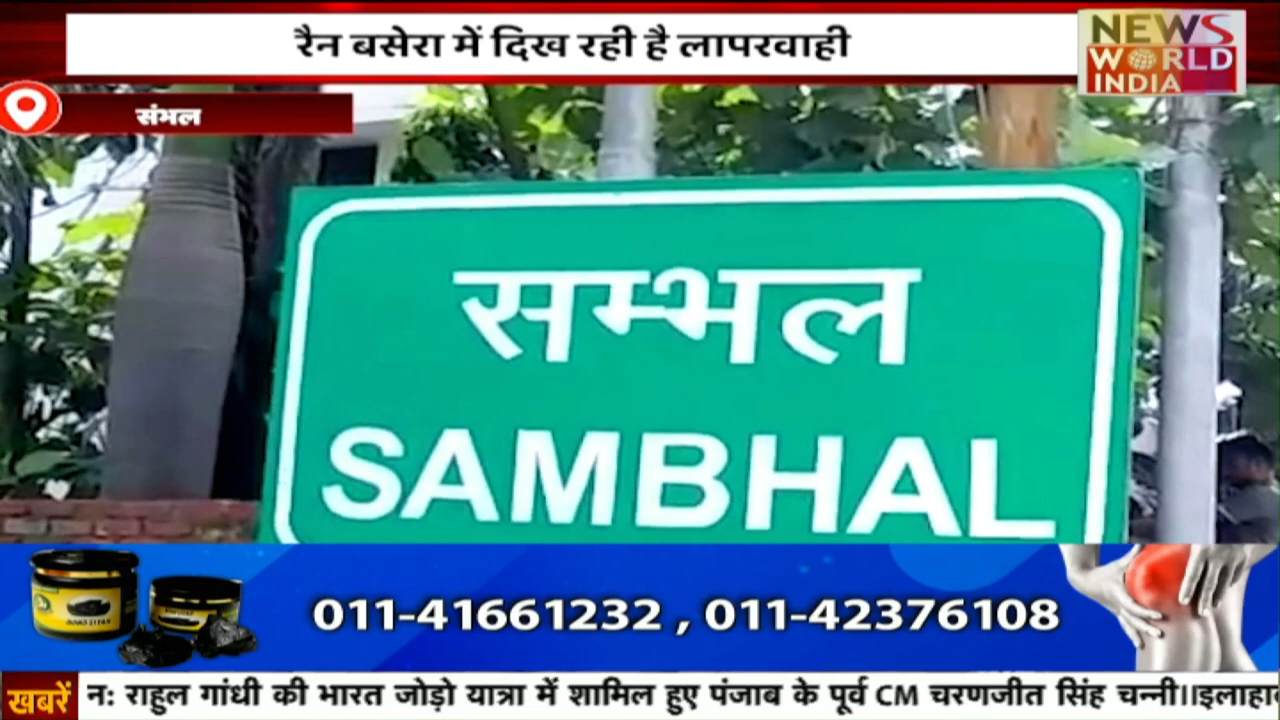 रैन बसेरा में दिख रही है लापरवाही
NEWS
WORLD
INDIA
संभल
सम्भल
SAMBHAL
011-41661232 , 011-42376108
खबरें
न: राहुल गांधी की भारत जोड़ो यात्रा में शामिल हुए पंजाब के पूर्व CM चरणजीत सिंह चन्नी॥इलाहा